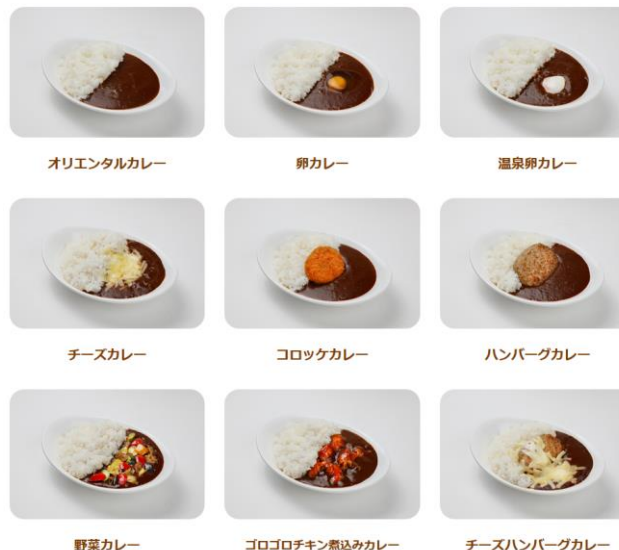 オリエンタルカレー
卵カレー
温泉卵カレー
チーズカレー
コロッケカレー
ハンバーグカレー
野菜カレー
ゴロゴロチキン煮込みカレー
チーズハンバーグカレー